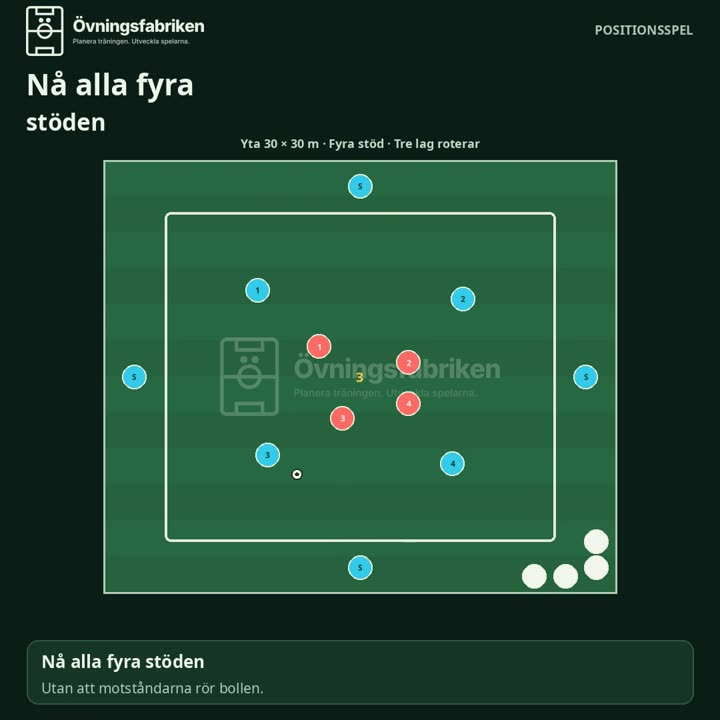 Övningsfabriken
Planera träningen. Utveckla spelarna.
POSITIONSSPEL
Nå alla fyra
stöden
Yta 30 × 30 m · Fyra stöd · Tre lag roterar
S
1
2
1
Övningsfabriken
2
S
3
S
Planera träningen. Utveckla spelarna.
4
3
3
4
S
Nå alla fyra stöden
Utan att motståndarna rör bollen.